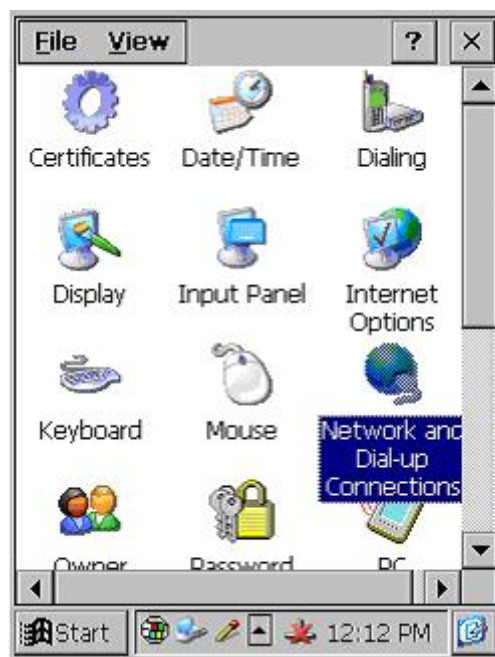 File View ? ×
Certificates Date/Time Dialing
Display Input Panel Internet
Options
Keyboard Mouse Network and
Dial-up
Connections
Owner Password PC
Start 12:12 PM